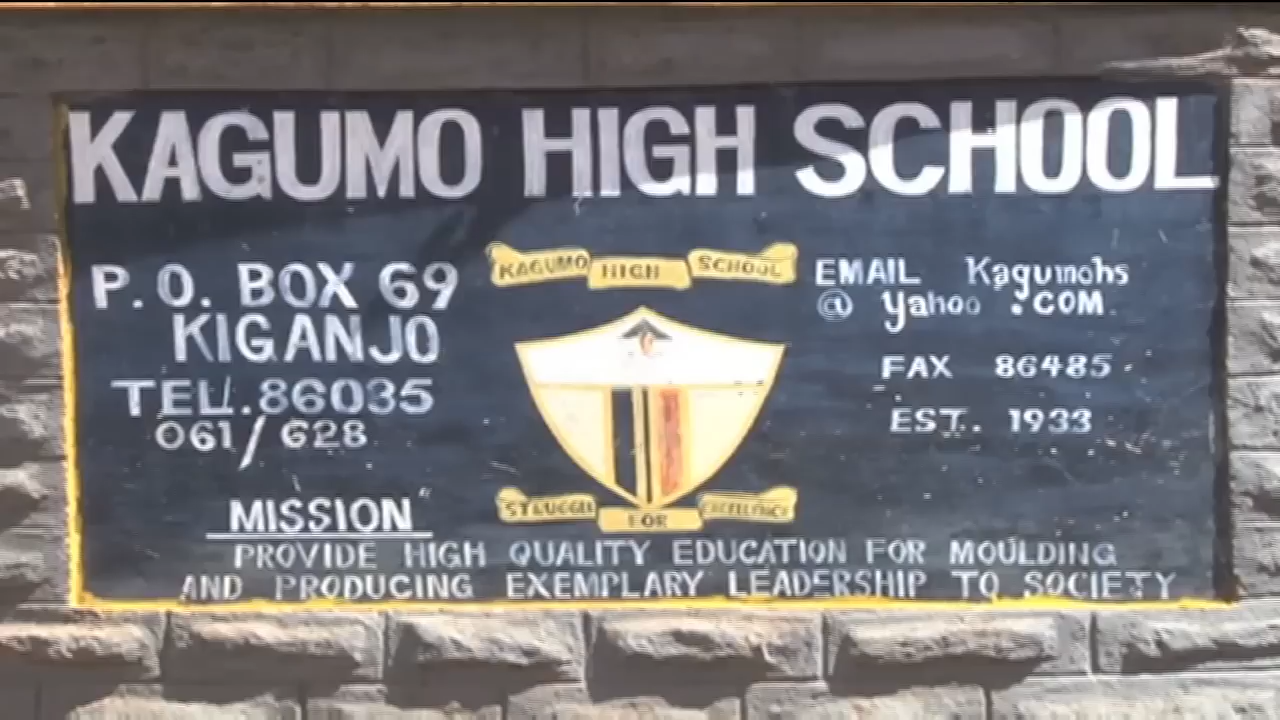 KAGUMO HIGH SCHOOL
P.O. BOX 69
KIGANJO
TEL. 86035
061/628
KAGUMO HIGH SCHOOL
STRUGGLE FOR EXCELLENCE
EMAIL Kagumohs
@ yahoo .COM.
FAX 86485
EST. 1933
MISSION
PROVIDE HIGH QUALITY EDUCATION FOR MOULDING
AND PRODUCING EXEMPLARY LEADERSHIP TO SOCIETY